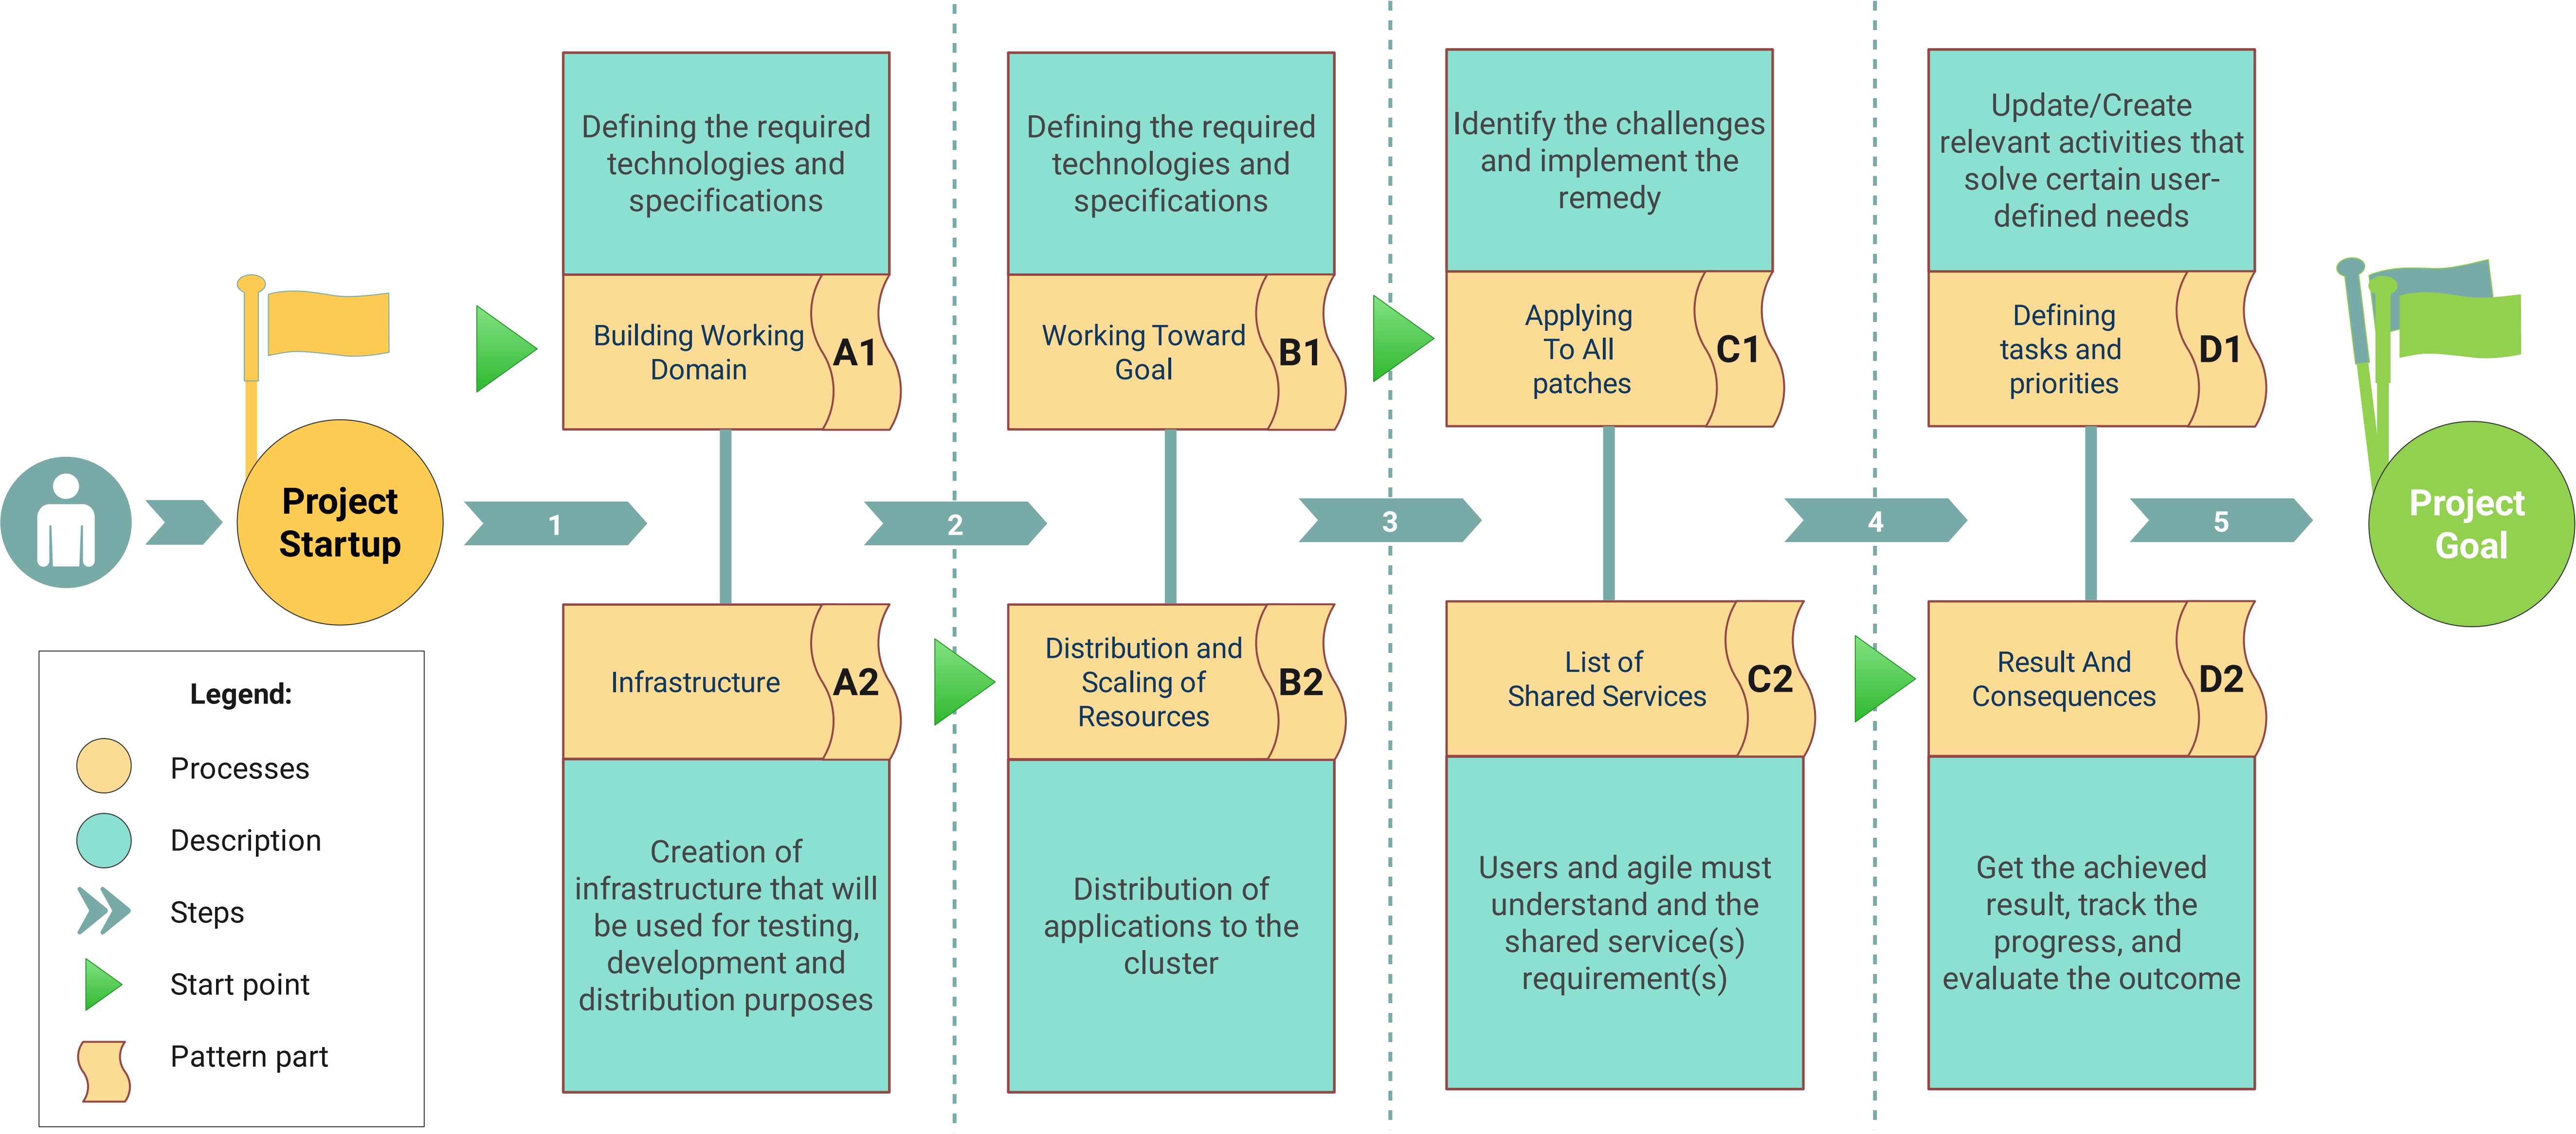 Defining the required
technologies and
specifications
Building Working
Domain
A1
Defining the required
technologies and
specifications
Working Toward
Goal
B1
Identify the challenges
and implement the
remedy
Applying
To All
patches
C1
Update/Create
relevant activities that
solve certain user-
defined needs
Defining
tasks and
priorities
D1
Project
Startup
1
2
3
4
5
Project
Goal
Infrastructure
A2
Creation of
infrastructure that will
be used for testing,
development and
distribution purposes
Distribution and
Scaling of
Resources
B2
Distribution of
applications to the
cluster
List of
Shared Services
C2
Users and agile must
understand and the
shared service(s)
requirement(s)
Result And
Consequences
D2
Get the achieved
result, track the
progress, and
evaluate the outcome
Legend:
Processes
Description
Steps
Start point
Pattern part